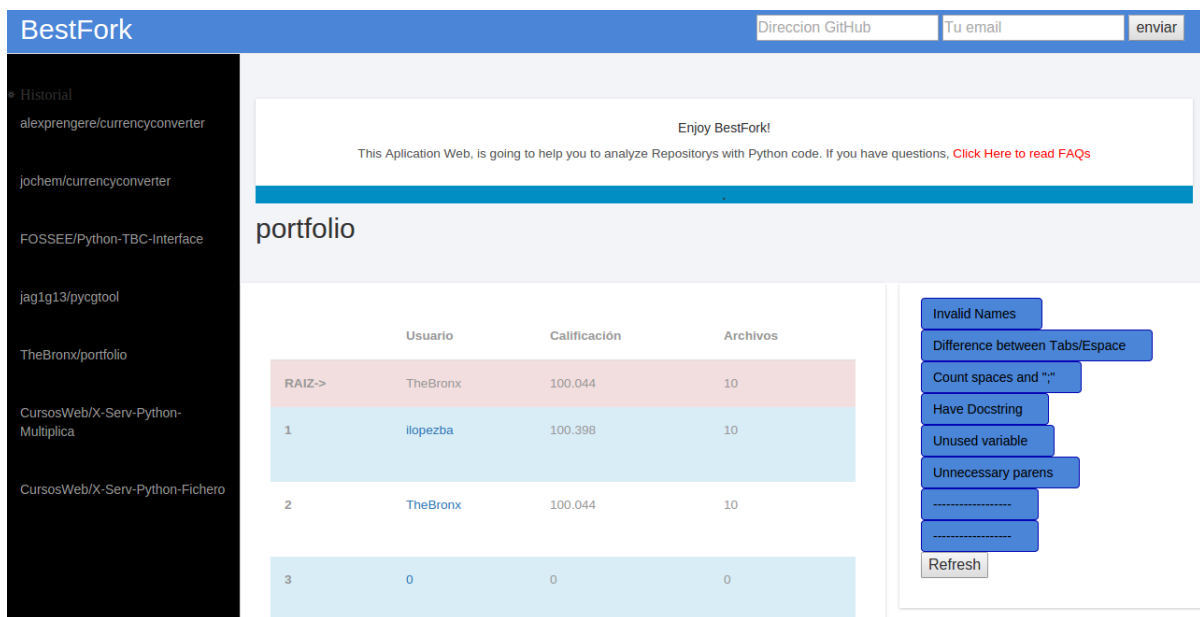 BestFork
Direccion GitHub
Tu email
enviar
Historial
alexprengere/currencyconverter
jochem/currencyconverter
FOSSEE/Python-TBC-Interface
jag1g13/pycgtool
TheBronx/portfolio
CursosWeb/X-Serv-Python-
Multiplica
CursosWeb/X-Serv-Python-Fichero
Enjoy BestFork!
This Aplication Web, is going to help you to analyze Repositorys with Python code. If you have questions, Click Here to read FAQs
.
portfolio
Usuario Calificación Archivos
RAIZ-> TheBronx 100.044 10
1 ilopezba 100.398 10
2 TheBronx 100.044 10
3 0 0 0
Invalid Names
Difference between Tabs/Espace
Count spaces and ";"
Have Docstring
Unused variable
Unnecessary parens
------------------
------------------
Refresh